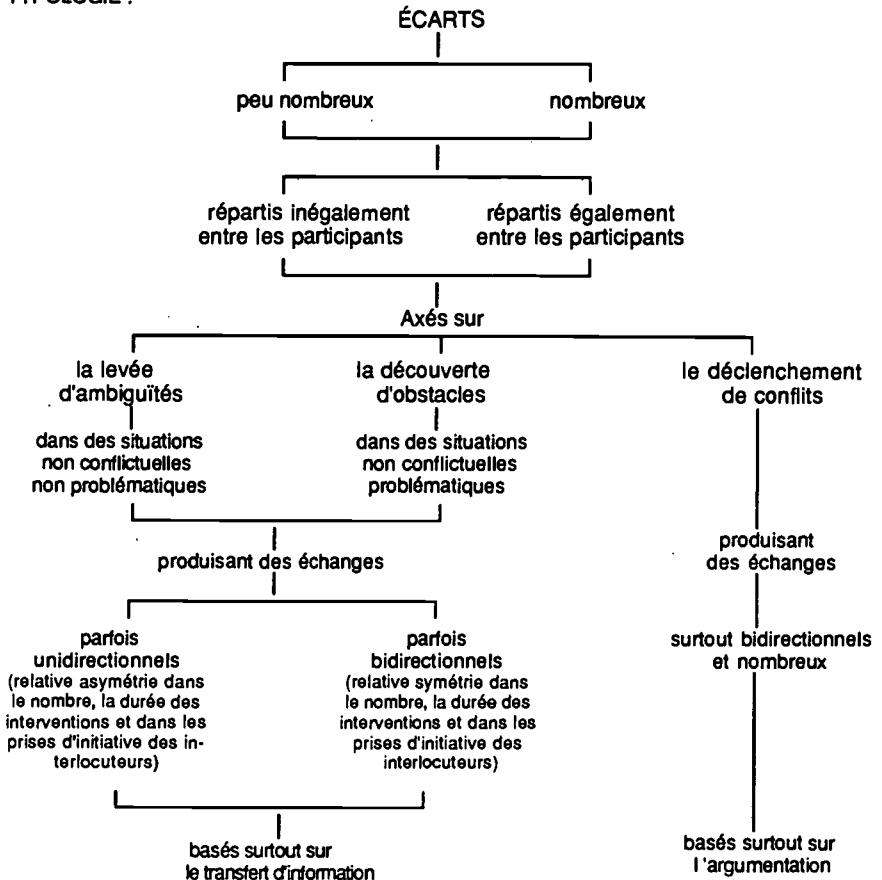 TYPOLOGIE :
ÉCARTS
peu nombreux
nombreux
répartis inégalement
entre les participants
répartis également
entre les participants
Axés sur
la levée
d'ambiguïtés
la découverte
d'obstacles
le déclenchement
de conflits
dans des situations
non conflictuelles
non problématiques
dans des situations
non conflictuelles
problématiques
produisant des échanges
produisant
des échanges
parfois
unidirectionnels
(relative asymétrie dans
le nombre, la durée des
interventions et dans les
prises d'initiative des in-
terlocuteurs)
parfois
bidirectionnels
(relative symétrie dans
le nombre, la durée des
interventions et dans les
prises d'initiative des
interlocuteurs)
surtout bidirectionnels
et nombreux
basés surtout sur
le transfert d'information
basés surtout sur
l'argumentation